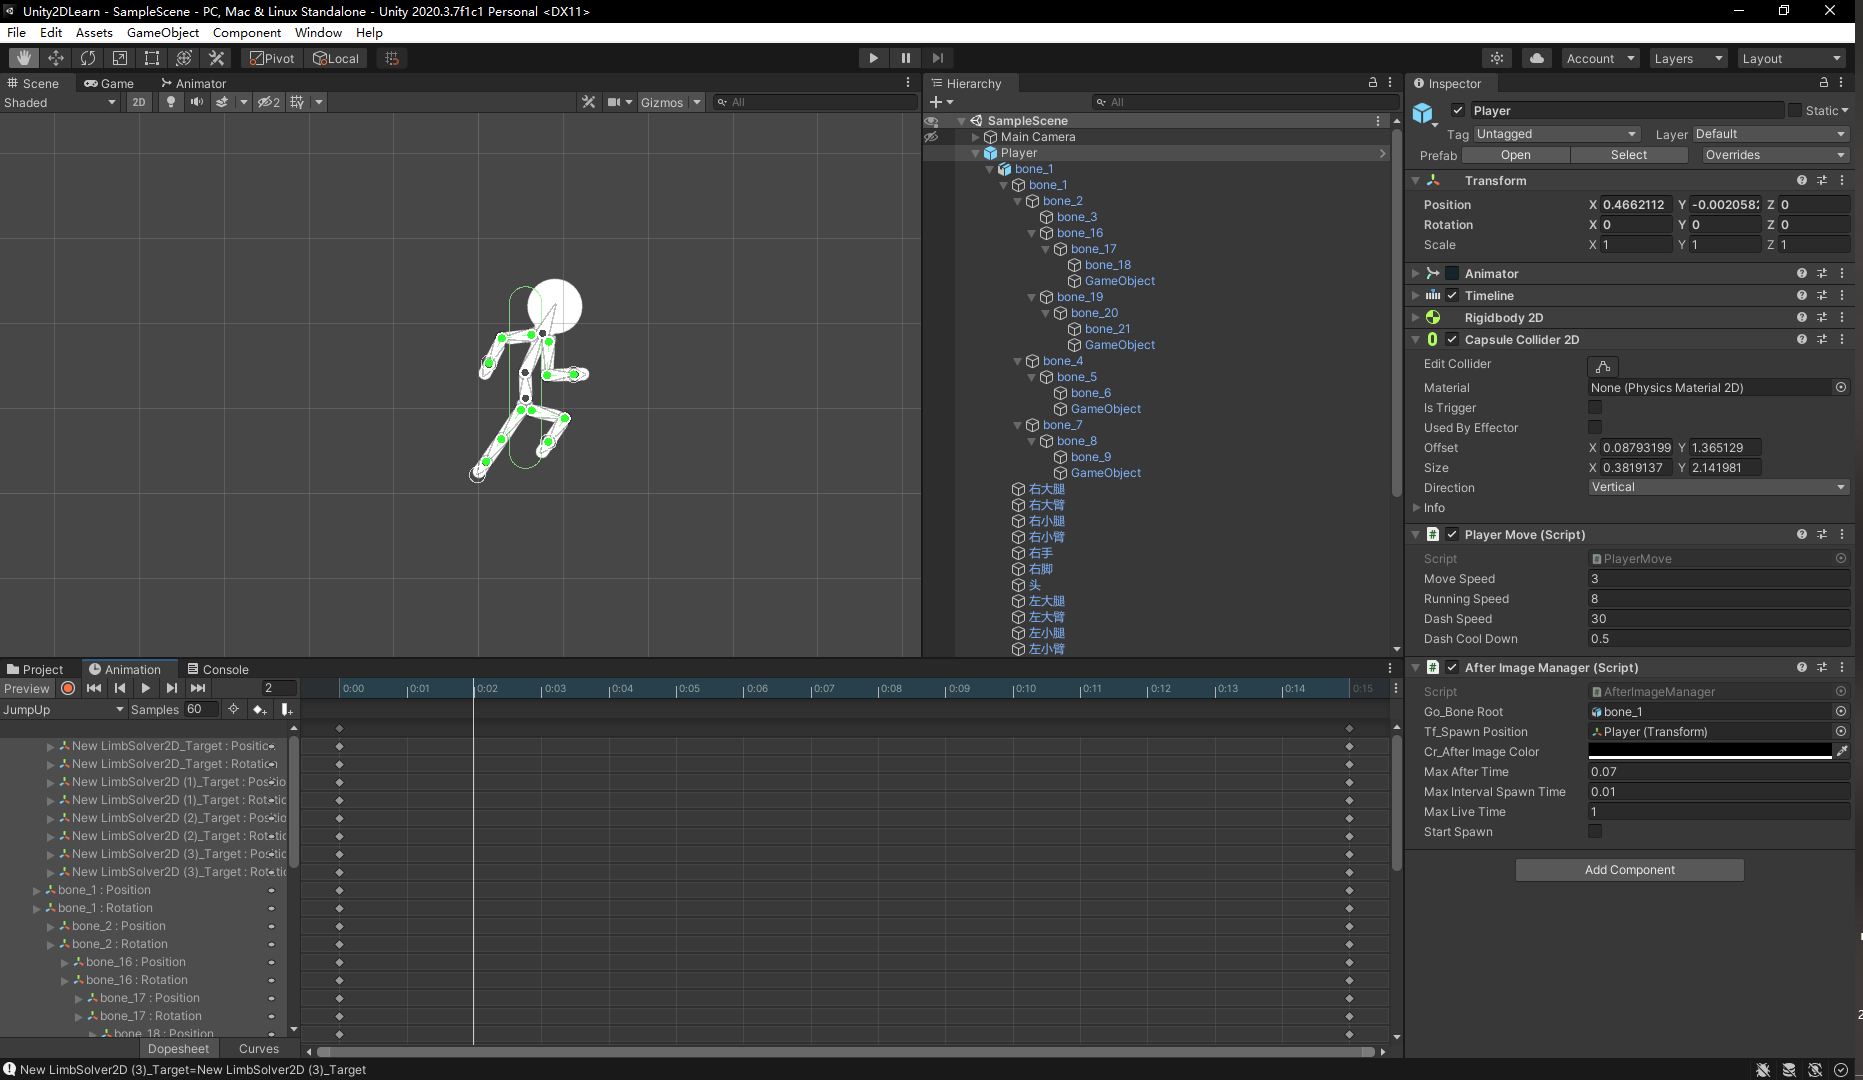 Unity2DLearn - SampleScene - PC, Mac & Linux Standalone - Unity 2020.3.7f1c1 Personal <DX11>
File Edit Assets GameObject Component Window Help
Pivot Local Account Layers Layout
Scene Game Animator
Shaded 2D 2 Gizmos All
Hierarchy
All
SampleScene
Main Camera
Player
bone_1
bone_1
bone_2
bone_3
bone_16
bone_17
bone_18
GameObject
bone_19
bone_20
bone_21
GameObject
bone_4
bone_5
bone_6
GameObject
bone_7
bone_8
bone_9
GameObject
右大腿
右大臂
右小腿
右小臂
右手
右脚
头
左大腿
左大臂
左小腿
左小臂
Inspector
Player Static
Tag Untagged Layer Default
Prefab Open Select Overrides
Transform
Position X 0.4662112 Y -0.0020582 Z 0
Rotation X 0 Y 0 Z 0
Scale X 1 Y 1 Z 1
Animator
Timeline
Rigidbody 2D
Capsule Collider 2D
Edit Collider
Material None (Physics Material 2D)
Is Trigger
Used By Effector
Offset X 0.08793199 Y 1.365129
Size X 0.3819137 Y 2.141981
Direction Vertical
Info
Player Move (Script)
Script PlayerMove
Move Speed 3
Running Speed 8
Dash Speed 30
Dash Cool Down 0.5
After Image Manager (Script)
Script AfterImageManager
Go_Bone Root bone_1
Tf_Spawn Position Player (Transform)
Cr_After Image Color
Max After Time 0.07
Max Interval Spawn Time 0.01
Max Live Time 1
Start Spawn
Add Component
Project Animation Console
Preview 2 0:00 0:01 0:02 0:03 0:04 0:05 0:06 0:07 0:08 0:09 0:10 0:11 0:12 0:13 0:14 0:15
JumpUp Samples 60
New LimbSolver2D_Target : Positic
New LimbSolver2D_Target : Rotation
New LimbSolver2D (1)_Target : Positio
New LimbSolver2D (1)_Target : Rotatic
New LimbSolver2D (2)_Target : Positio
New LimbSolver2D (2)_Target : Rotatic
New LimbSolver2D (3)_Target : Positic
New LimbSolver2D (3)_Target : Rotatic
bone_1 : Position
bone_1 : Rotation
bone_2 : Position
bone_2 : Rotation
bone_16 : Position
bone_16 : Rotation
bone_17 : Position
bone_17 : Rotation
bone_18 : Position
Dopesheet Curves
New LimbSolver2D (3)_Target=New LimbSolver2D (3)_Target